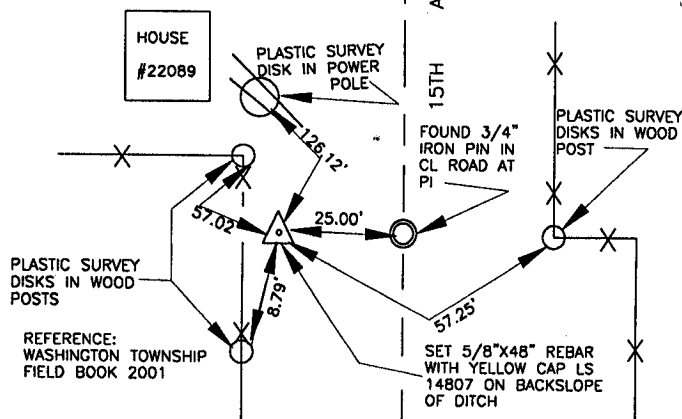 HOUSE
#22089
PLASTIC SURVEY
DISK IN POWER
POLE
15TH
A
126.12'
FOUND 3/4"
IRON PIN IN
CL ROAD AT
PI
PLASTIC SURVEY
DISKS IN WOOD
POST
57.02
25.00'
8.79'
57.25'
PLASTIC SURVEY
DISKS IN WOOD
POSTS
REFERENCE:
WASHINGTON TOWNSHIP
FIELD BOOK 2001
SET 5/8"X48" REBAR
WITH YELLOW CAP LS
14807 ON BACKSLOPE
OF DITCH